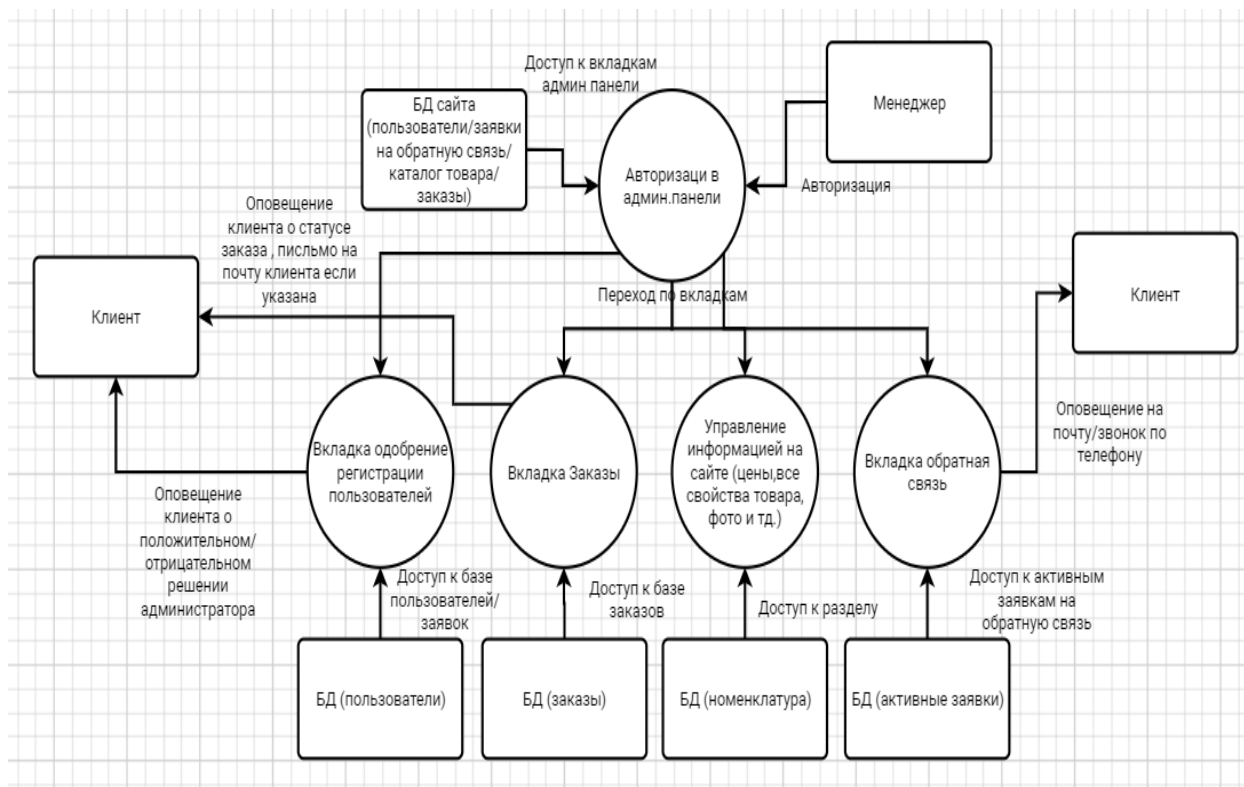 Доступ к вкладкам
админ панели
БД сайта
(пользователи/заявки
на обратную связь/
каталог товара/
заказы)
Менеджер
Авторизаци в
админ.панели
Авторизация
Оповещение
клиента о статусе
заказа , писльмо на
почту клиента если
указана
Клиент
Переход по вкладкам
Клиент
Оповещение на
почту/звонок по
телефону
Вкладка одобрение
регистрации
пользователей
Вкладка Заказы
Управление
информацией на
сайте (цены,все
свойства товара,
фото и тд.)
Вкладка обратная
связь
Оповещение
клиента о
положительном/
отрицательном
решении
администратора
Доступ к базе
пользователей/
заявок
Доступ к базе
заказов
Доступ к разделу
Доступ к активным
заявкам на
обратную связь
БД (пользователи)
БД (заказы)
БД (номенклатура)
БД (активные заявки)